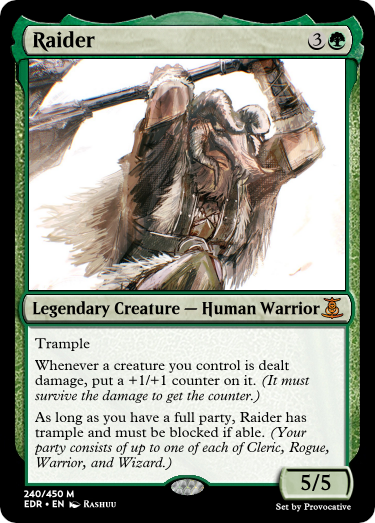 Raider 3
Legendary Creature — Human Warrior
Trample
Whenever a creature you control is dealt
damage, put a +1/+1 counter on it. (It must
survive the damage to get the counter.)
As long as you have a full party, Raider has
trample and must be blocked if able. (Your
party consists of up to one of each of Cleric, Rogue,
Warrior, and Wizard.)
5/5
240/450 M
EDR • EN Rashuu
Set by Provocative